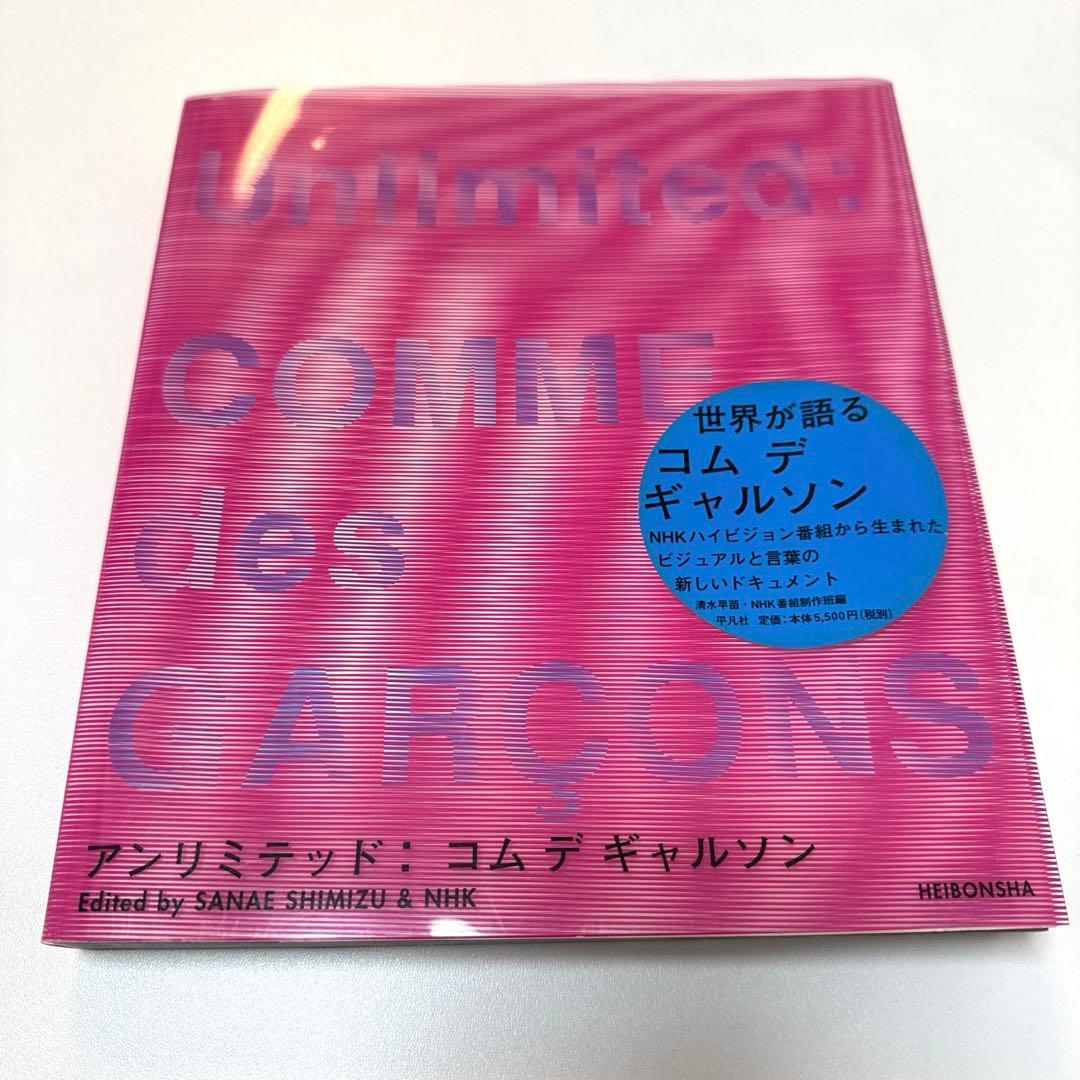 Unlimited:
COMME
des
GARÇONS
世界が語る
コム デ
ギャルソン
NHKハイビジョン番組から生まれた
ビジュアルと言葉の
新しいドキュメント
清水早苗・NHK番組制作班編
平凡社 定価：本体5,500円（税別）
アンリミテッド： コム デ ギャルソン
Edited by SANAE SHIMIZU & NHK
HEIBONSHA